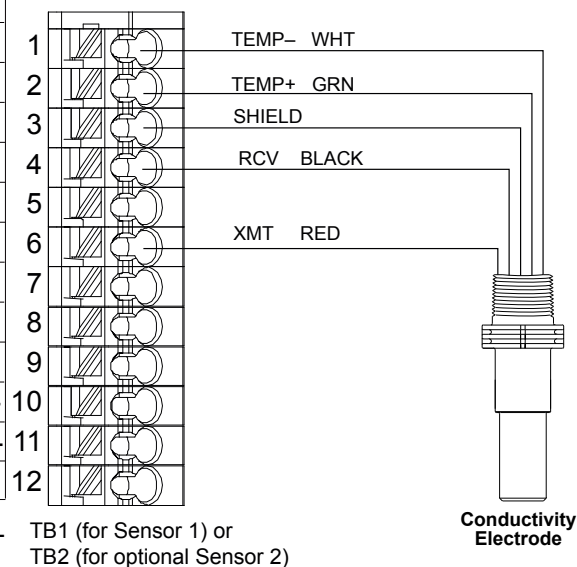 1 TEMP– WHT
2 TEMP+ GRN
3 SHIELD
4 RCV BLACK
5
6 XMT RED
7
8
9
10
11
12
TB1 (for Sensor 1) or
TB2 (for optional Sensor 2)
Conductivity
Electrode